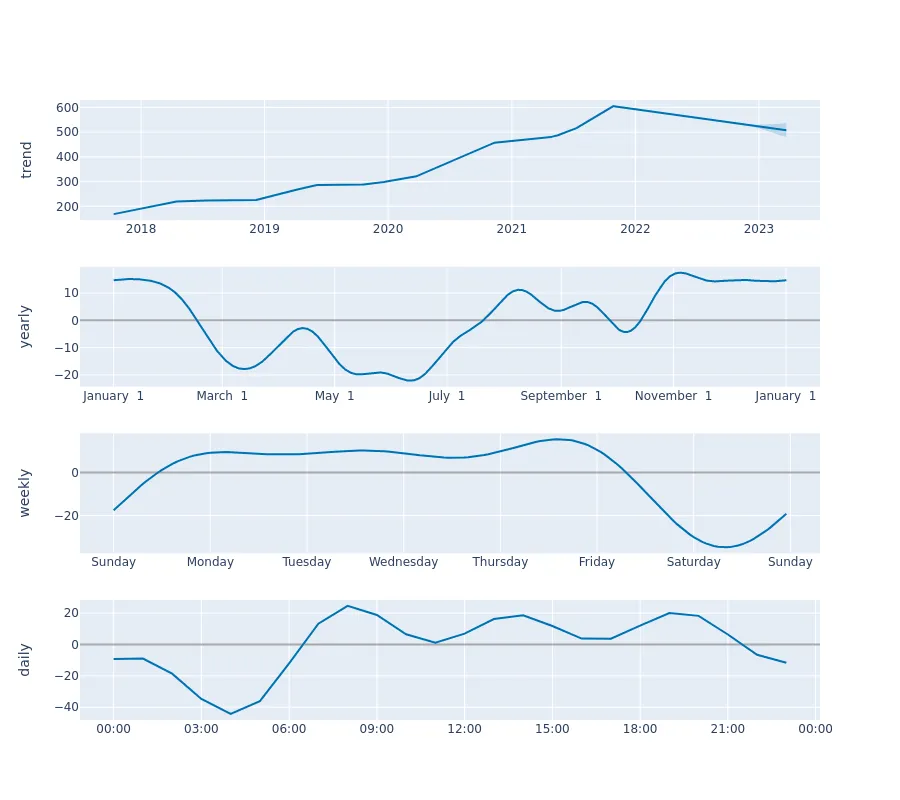 trend
600
500
400
300
200
2018 2019 2020 2021 2022 2023
yearly
10
0
−10
−20
January 1 March 1 May 1 July 1 September 1 November 1 January 1
weekly
0
−20
Sunday Monday Tuesday Wednesday Thursday Friday Saturday Sunday
daily
20
0
−20
−40
00:00 03:00 06:00 09:00 12:00 15:00 18:00 21:00 00:00